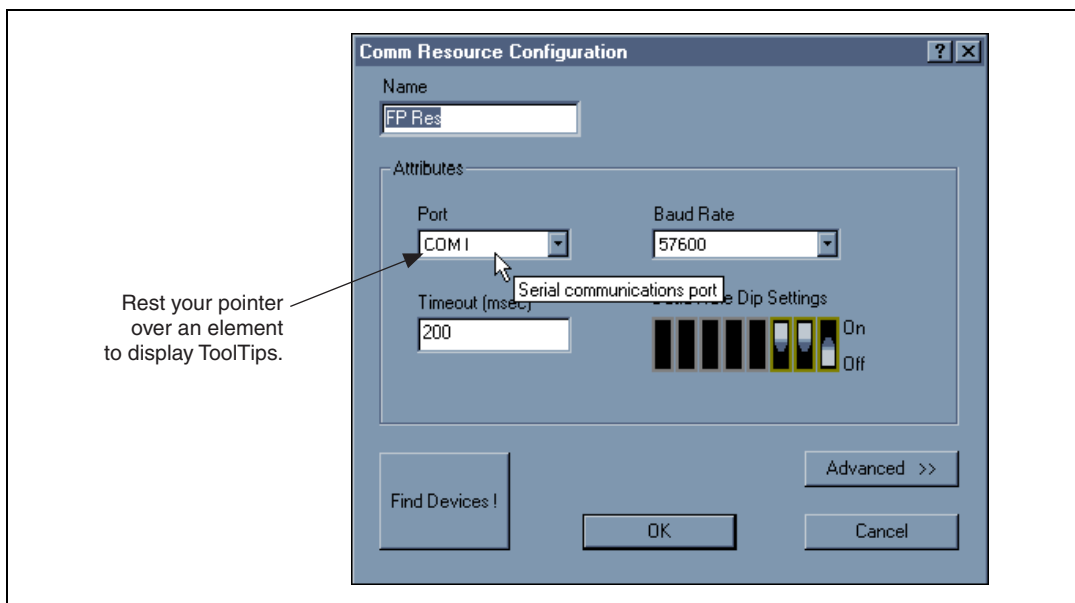 Comm Resource Configuration
Name
FP Res
Attributes
Port
Baud Rate
COM1
57600
Serial communications port
Timeout (msec)
Rate Dip Settings
200
On
Off
Rest your pointer
over an element
to display ToolTips.
Find Devices !
Advanced >>
OK
Cancel